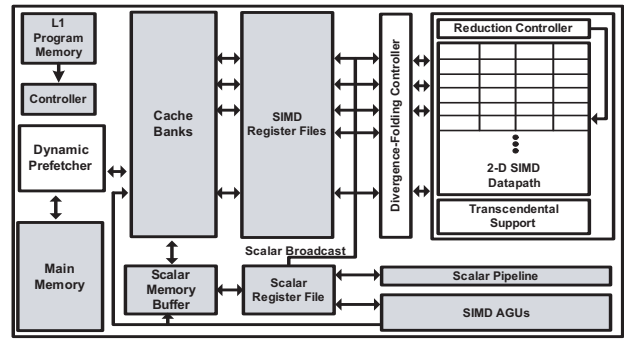 L1
Program
Memory
Controller
Dynamic
Prefetcher
Main
Memory
Cache
Banks
SIMD
Register Files
Divergence-Folding Controller
Reduction Controller
2-D SIMD
Datapath
Transcendental
Support
Scalar Broadcast
Scalar
Memory
Buffer
Scalar
Register File
Scalar Pipeline
SIMD AGUs